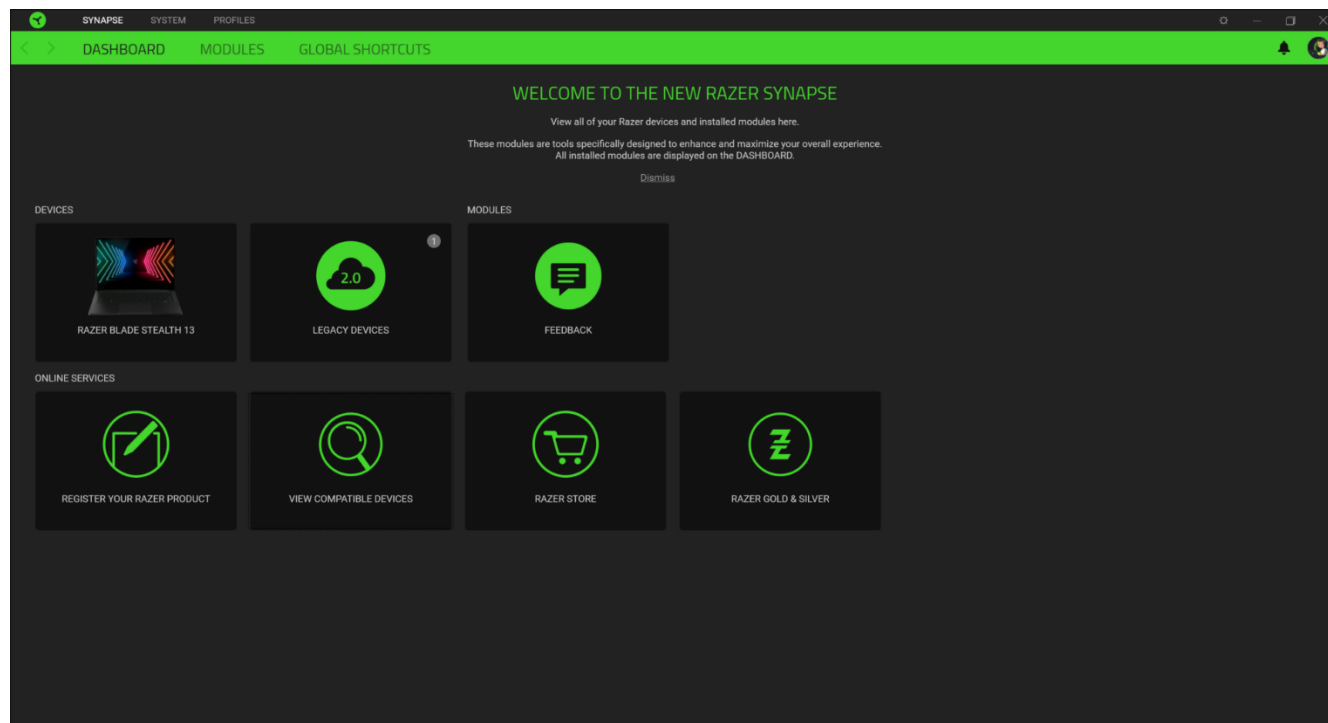 SYNAPSE SYSTEM PROFILES
DASHBOARD MODULES GLOBAL SHORTCUTS
WELCOME TO THE NEW RAZER SYNAPSE
View all of your Razer devices and installed modules here.
These modules are tools specifically designed to enhance and maximize your overall experience.
All installed modules are displayed on the DASHBOARD.
Dismiss
DEVICES
MODULES
1
2.0
RAZER BLADE STEALTH 13
LEGACY DEVICES
FEEDBACK
ONLINE SERVICES
REGISTER YOUR RAZER PRODUCT
VIEW COMPATIBLE DEVICES
RAZER STORE
RAZER GOLD & SILVER